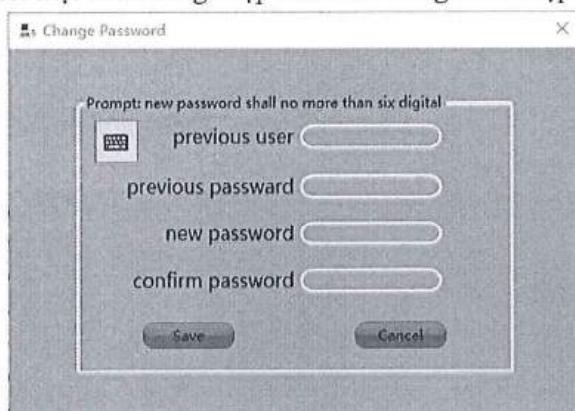 Change Password
Prompt: new password shall no more than six digital
previous user
previous passward
new password
confirm password
Save
Cancel